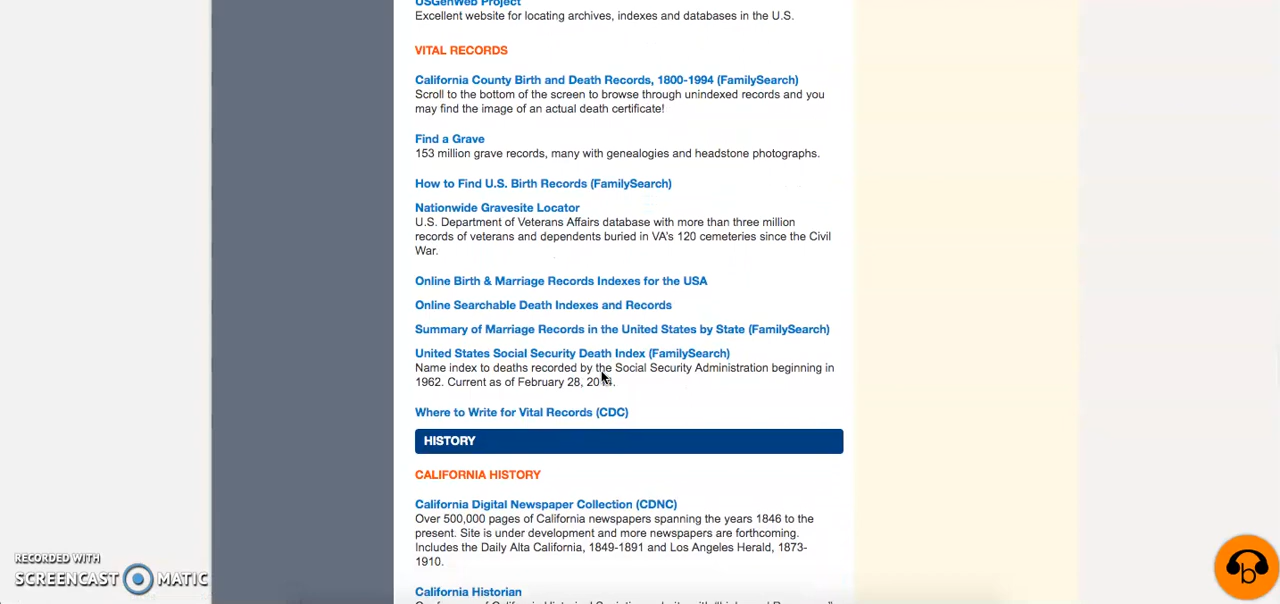 USGenWeb Project
Excellent website for locating archives, indexes and databases in the U.S.
VITAL RECORDS
California County Birth and Death Records, 1800-1994 (FamilySearch)
Scroll to the bottom of the screen to browse through unindexed records and you
may find the image of an actual death certificate!
Find a Grave
153 million grave records, many with genealogies and headstone photographs.
How to Find U.S. Birth Records (FamilySearch)
Nationwide Gravesite Locator
U.S. Department of Veterans Affairs database with more than three million
records of veterans and dependents buried in VA's 120 cemeteries since the Civil
War.
Online Birth & Marriage Records Indexes for the USA
Online Searchable Death Indexes and Records
Summary of Marriage Records in the United States by State (FamilySearch)
United States Social Security Death Index (FamilySearch)
Name index to deaths recorded by the Social Security Administration beginning in
1962. Current as of February 28,
Where to Write for Vital Records (CDC)
HISTORY
CALIFORNIA HISTORY
California Digital Newspaper Collection (CDNC)
Over 500,000 pages of California newspapers spanning the years 1846 to the
present. Site is under development and more newspapers are forthcoming.
Includes the Daily Alta California, 1849-1891 and Los Angeles Herald, 1873-
1910.
California Historian
RECORDED WITH
SCREENCAST MATIC
b